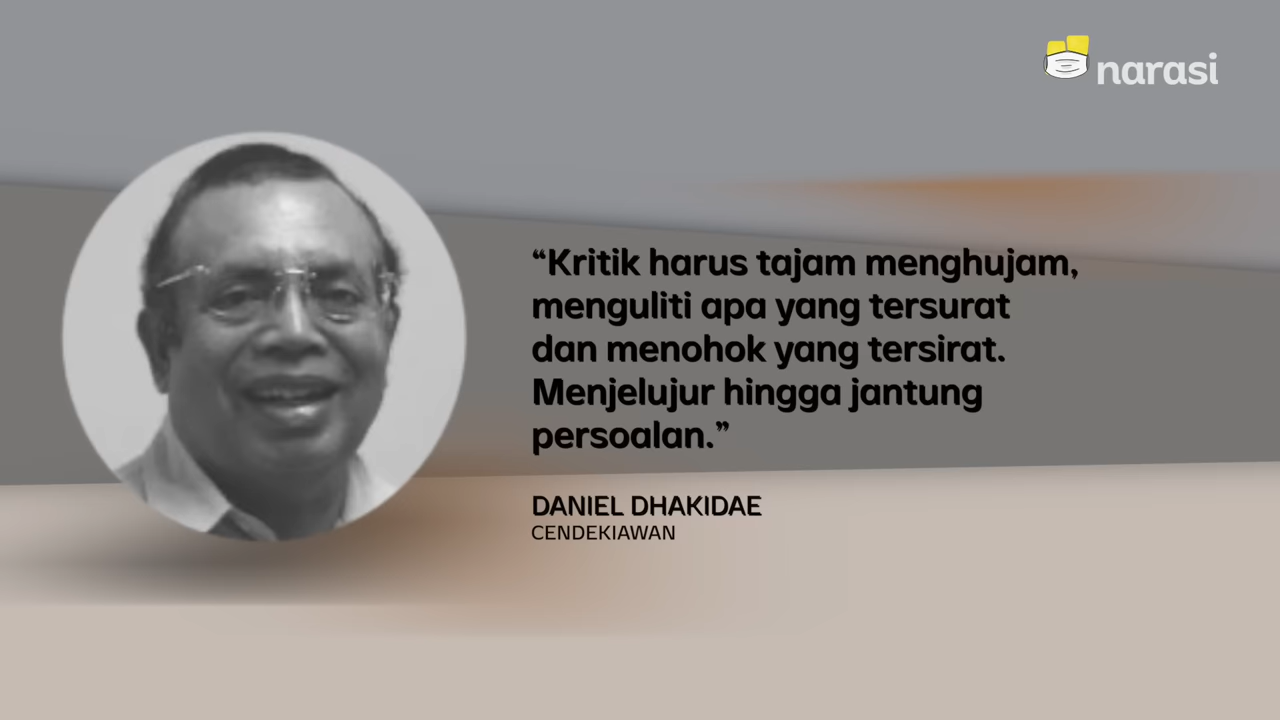 narasi
“Kritik harus tajam menghujam,
menguliti apa yang tersurat
dan menohok yang tersirat.
Menjelujur hingga jantung
persoalan.”
DANIEL DHAKIDAE
CENDEKIAWAN